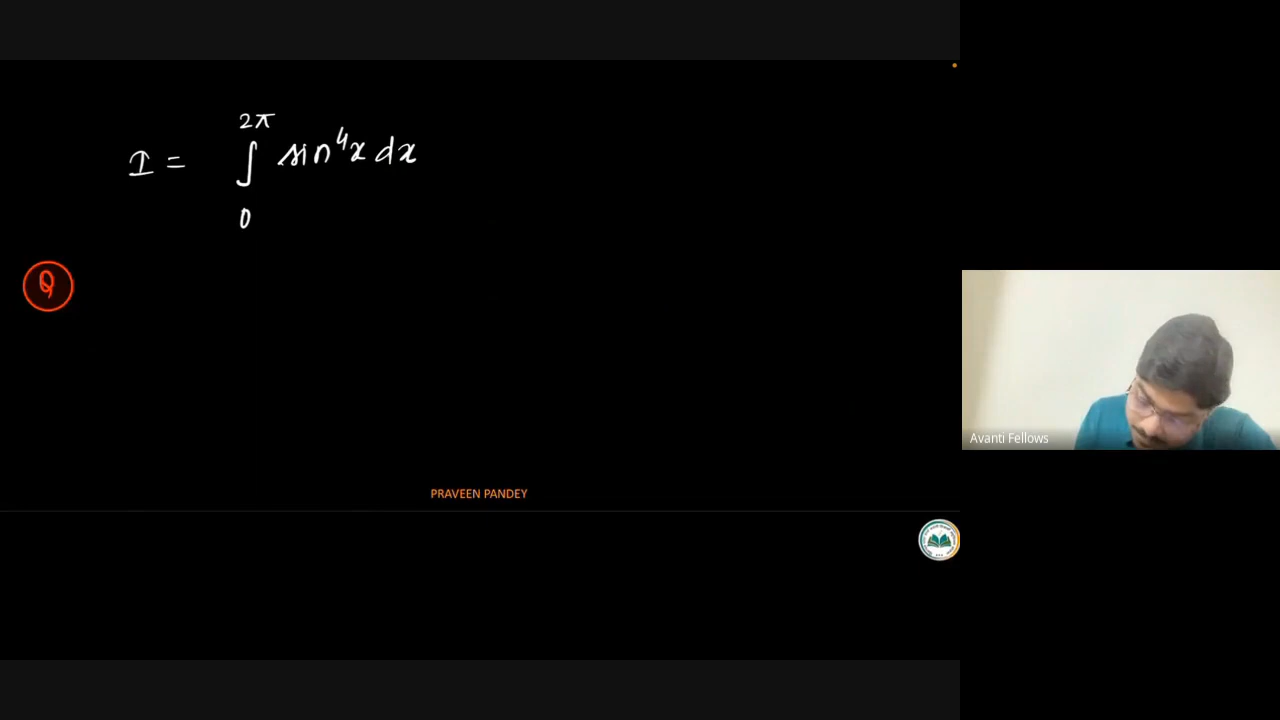 2π
I = ∫ sin⁴x dx
0
Q
Avanti Fellows
PRAVEEN PANDEY